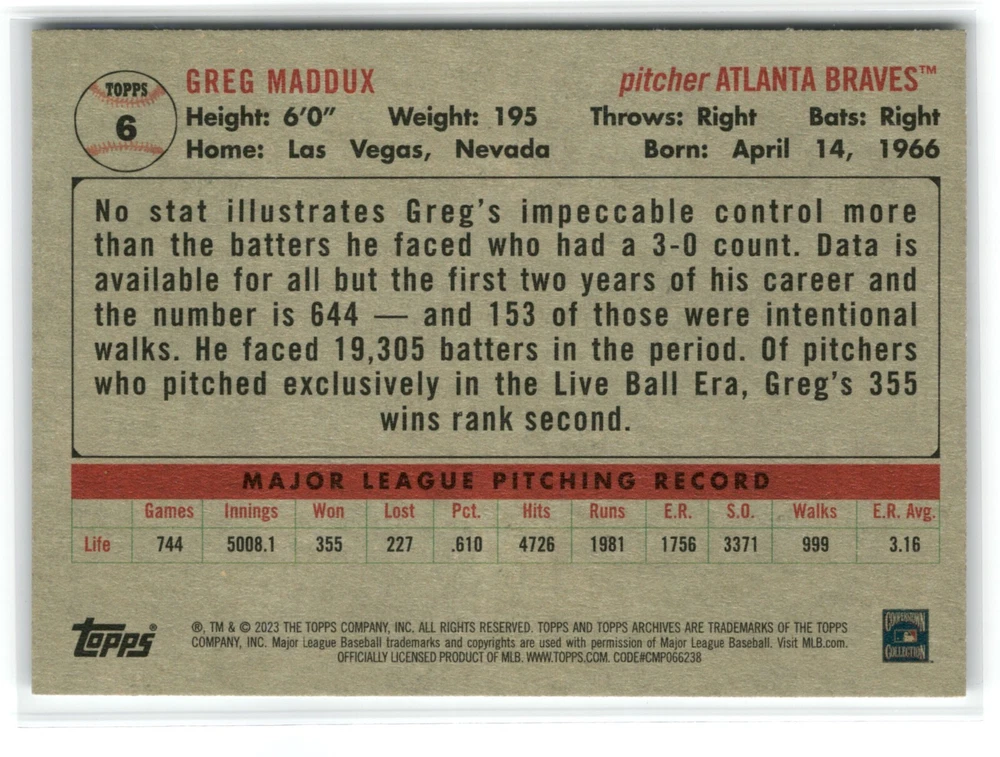 TOPPS
6
GREG MADDUX
pitcher ATLANTA BRAVES™
Height: 6'0" Weight: 195 Throws: Right Bats: Right
Home: Las Vegas, Nevada Born: April 14, 1966
No stat illustrates Greg's impeccable control more
than the batters he faced who had a 3-0 count. Data is
available for all but the first two years of his career and
the number is 644 — and 153 of those were intentional
walks. He faced 19,305 batters in the period. Of pitchers
who pitched exclusively in the Live Ball Era, Greg's 355
wins rank second.
MAJOR LEAGUE PITCHING RECORD
Games Innings Won Lost Pct. Hits Runs E.R. S.O. Walks E.R. Avg.
Life 744 5008.1 355 227 .610 4726 1981 1756 3371 999 3.16
topps®
®, TM & © 2023 THE TOPPS COMPANY, INC. ALL RIGHTS RESERVED. TOPPS AND TOPPS ARCHIVES ARE TRADEMARKS OF THE TOPPS
COMPANY, INC. Major League Baseball trademarks and copyrights are used with permission of Major League Baseball. Visit MLB.com.
OFFICIALLY LICENSED PRODUCT OF MLB. WWW.TOPPS.COM. CODE#CMP066238
COOPERSTOWN
COLLECTION